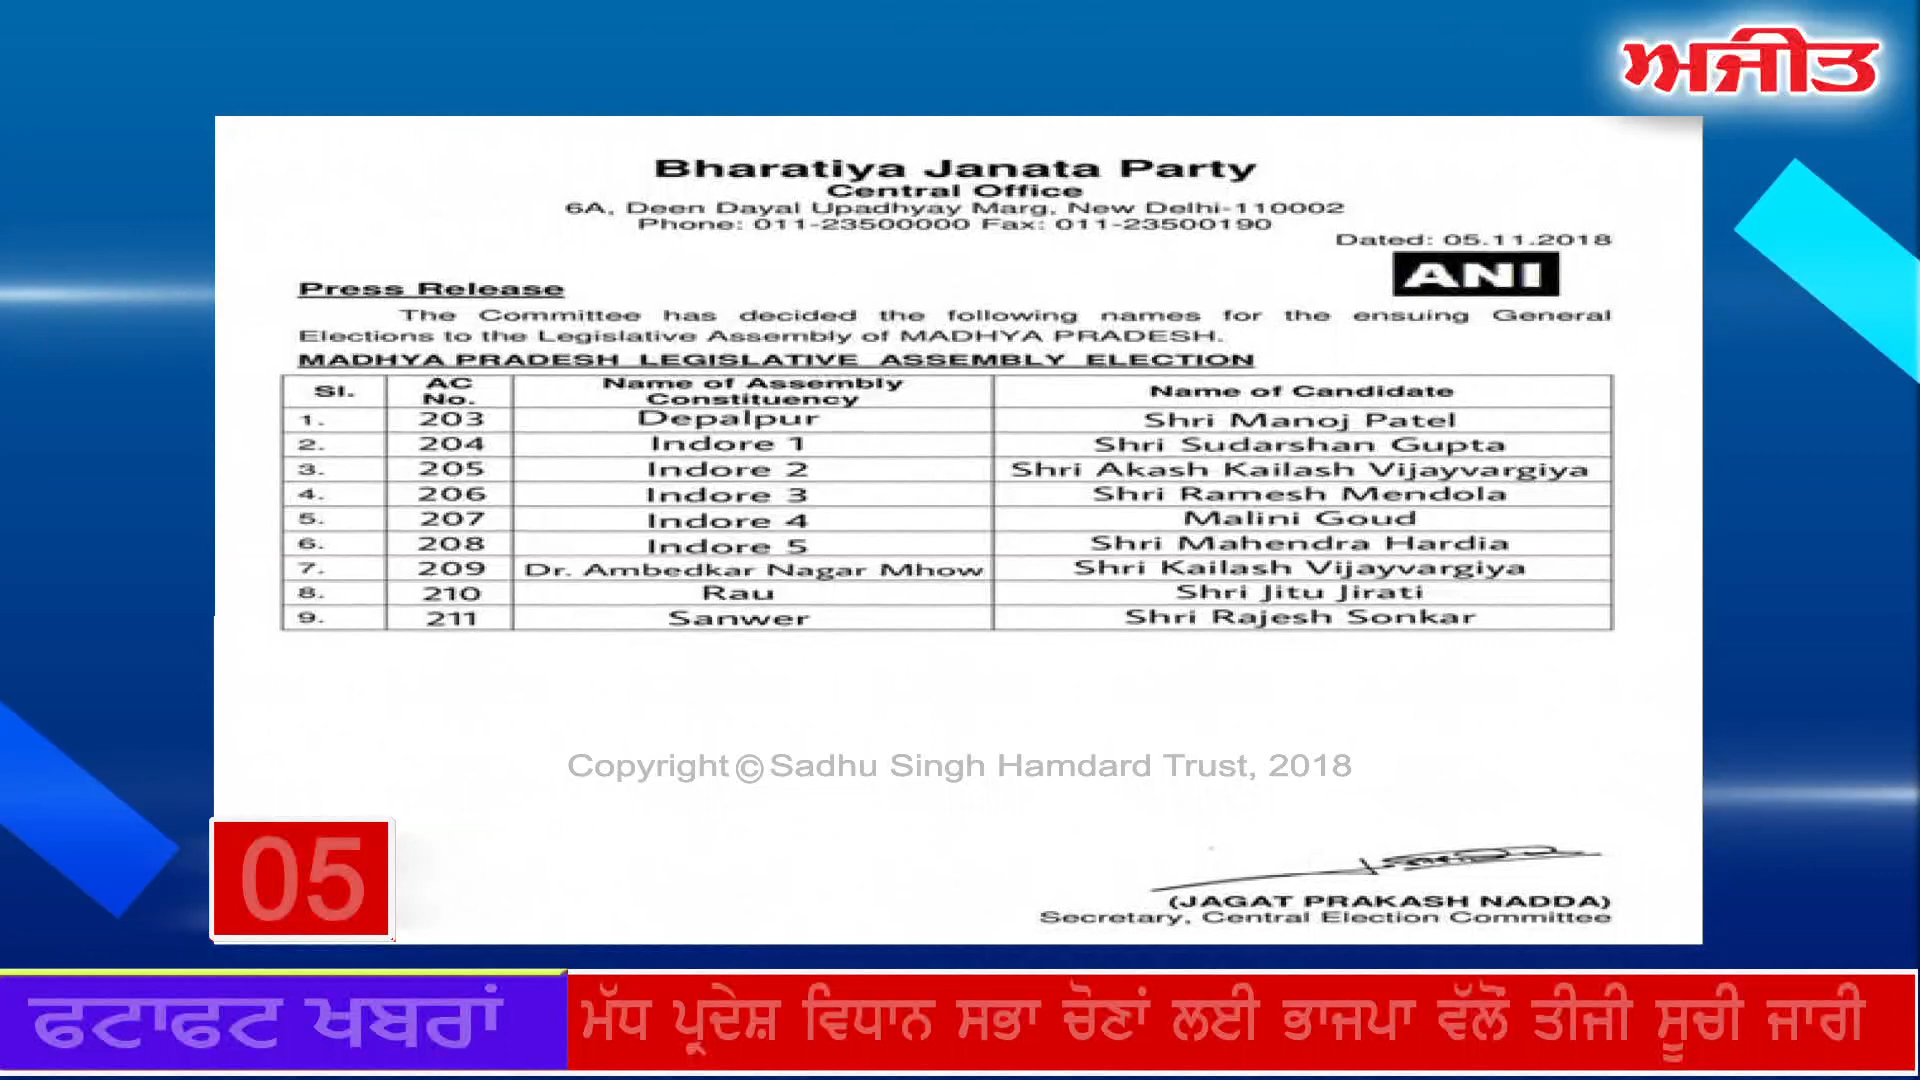 ਅਜੀਤ
Bharatiya Janata Party
Central Office
6A, Deen Dayal Upadhyay Marg, New Delhi-110002
Phone: 011-23500000 Fax: 011-23500190
Dated: 05.11.2018
ANI
Press Release
The Committee has decided the following names for the ensuing General
Elections to the Legislative Assembly of MADHYA PRADESH.
MADHYA PRADESH LEGISLATIVE ASSEMBLY ELECTION
Sl. AC No. Name of Assembly Constituency Name of Candidate
1. 203 Depalpur Shri Manoj Patel
2. 204 Indore 1 Shri Sudarshan Gupta
3. 205 Indore 2 Shri Akash Kailash Vijayvargiya
4. 206 Indore 3 Shri Ramesh Mendola
5. 207 Indore 4 Malini Goud
6. 208 Indore 5 Shri Mahendra Hardia
7. 209 Dr. Ambedkar Nagar Mhow Shri Kailash Vijayvargiya
8. 210 Rau Shri Jitu Jirati
9. 211 Sanwer Shri Rajesh Sonkar
Copyright © Sadhu Singh Hamdard Trust, 2018
05
(JAGAT PRAKASH NADDA)
Secretary, Central Election Committee
ਫਟਾਫਟ ਖਬਰਾਂ
ਮੱਧ ਪ੍ਰਦੇਸ਼ ਵਿਧਾਨ ਸਭਾ ਚੋਣਾਂ ਲਈ ਭਾਜਪਾ ਵੱਲੋਂ ਤੀਜੀ ਸੂਚੀ ਜਾਰੀ